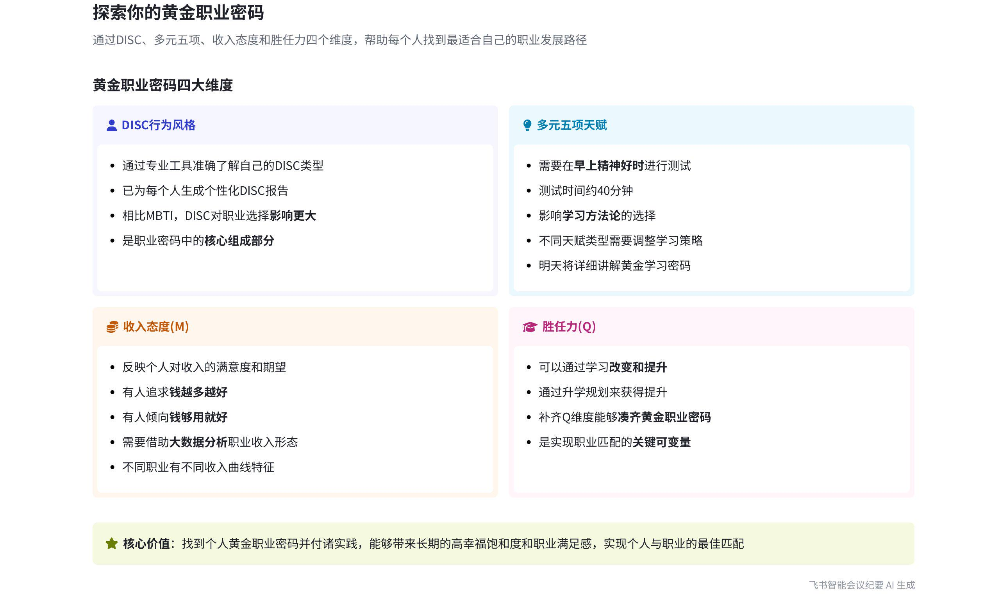 探索你的黄金职业密码
通过DISC、多元五项、收入态度和胜任力四个维度，帮助每个人找到最适合自己的职业发展路径
黄金职业密码四大维度
DISC行为风格
通过专业工具准确了解自己的DISC类型
已为每个人生成个性化DISC报告
相比MBTI，DISC对职业选择影响更大
是职业密码中的核心组成部分
多元五项天赋
需要在早上精神好时进行测试
测试时间约40分钟
影响学习方法论的选择
不同天赋类型需要调整学习策略
明天将详细讲解黄金学习密码
收入态度(M)
反映个人对收入的满意度和期望
有人追求钱越多越好
有人倾向钱够用就好
需要借助大数据分析职业收入形态
不同职业有不同收入曲线特征
胜任力(Q)
可以通过学习改变和提升
通过升学规划来获得提升
补齐Q维度能够凑齐黄金职业密码
是实现职业匹配的关键可变量
核心价值：找到个人黄金职业密码并付诸实践，能够带来长期的高幸福饱和度和职业满足感，实现个人与职业的最佳匹配
飞书智能会议纪要 AI 生成